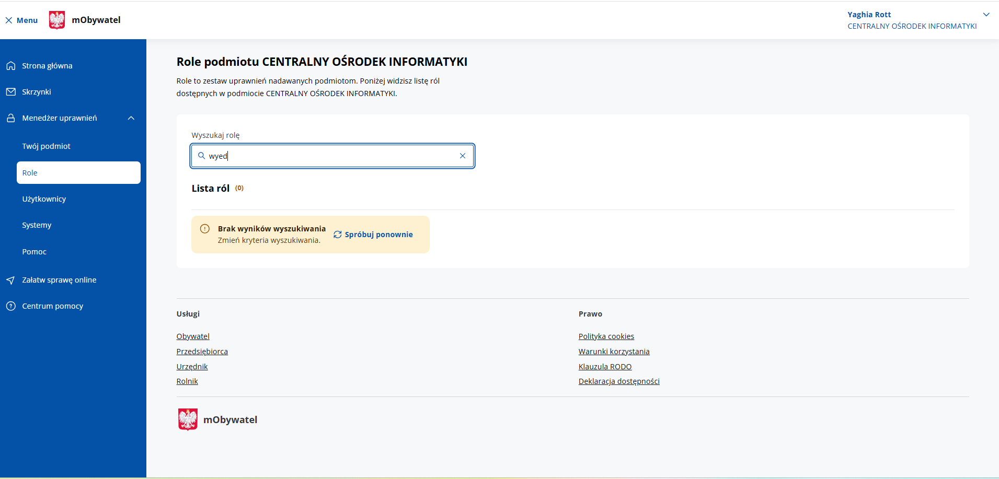 Menu
mObywatel
Yaghia Rott
CENTRALNY OŚRODEK INFORMATYKI
Strona główna
Skrzynki
Menedżer uprawnień
Twój podmiot
Role
Użytkownicy
Systemy
Pomoc
Załatw sprawę online
Centrum pomocy
Role podmiotu CENTRALNY OŚRODEK INFORMATYKI
Role to zestaw uprawnień nadawanych podmiotom. Poniżej widzisz listę ról
dostępnych w podmiocie CENTRALNY OŚRODEK INFORMATYKI.
Wyszukaj rolę
wyed
Lista ról (0)
Brak wyników wyszukiwania
Zmień kryteria wyszukiwania.
Spróbuj ponownie
Usługi
Obywatel
Przedsiębiorca
Urzędnik
Rolnik
Prawo
Polityka cookies
Warunki korzystania
Klauzula RODO
Deklaracja dostępności
mObywatel